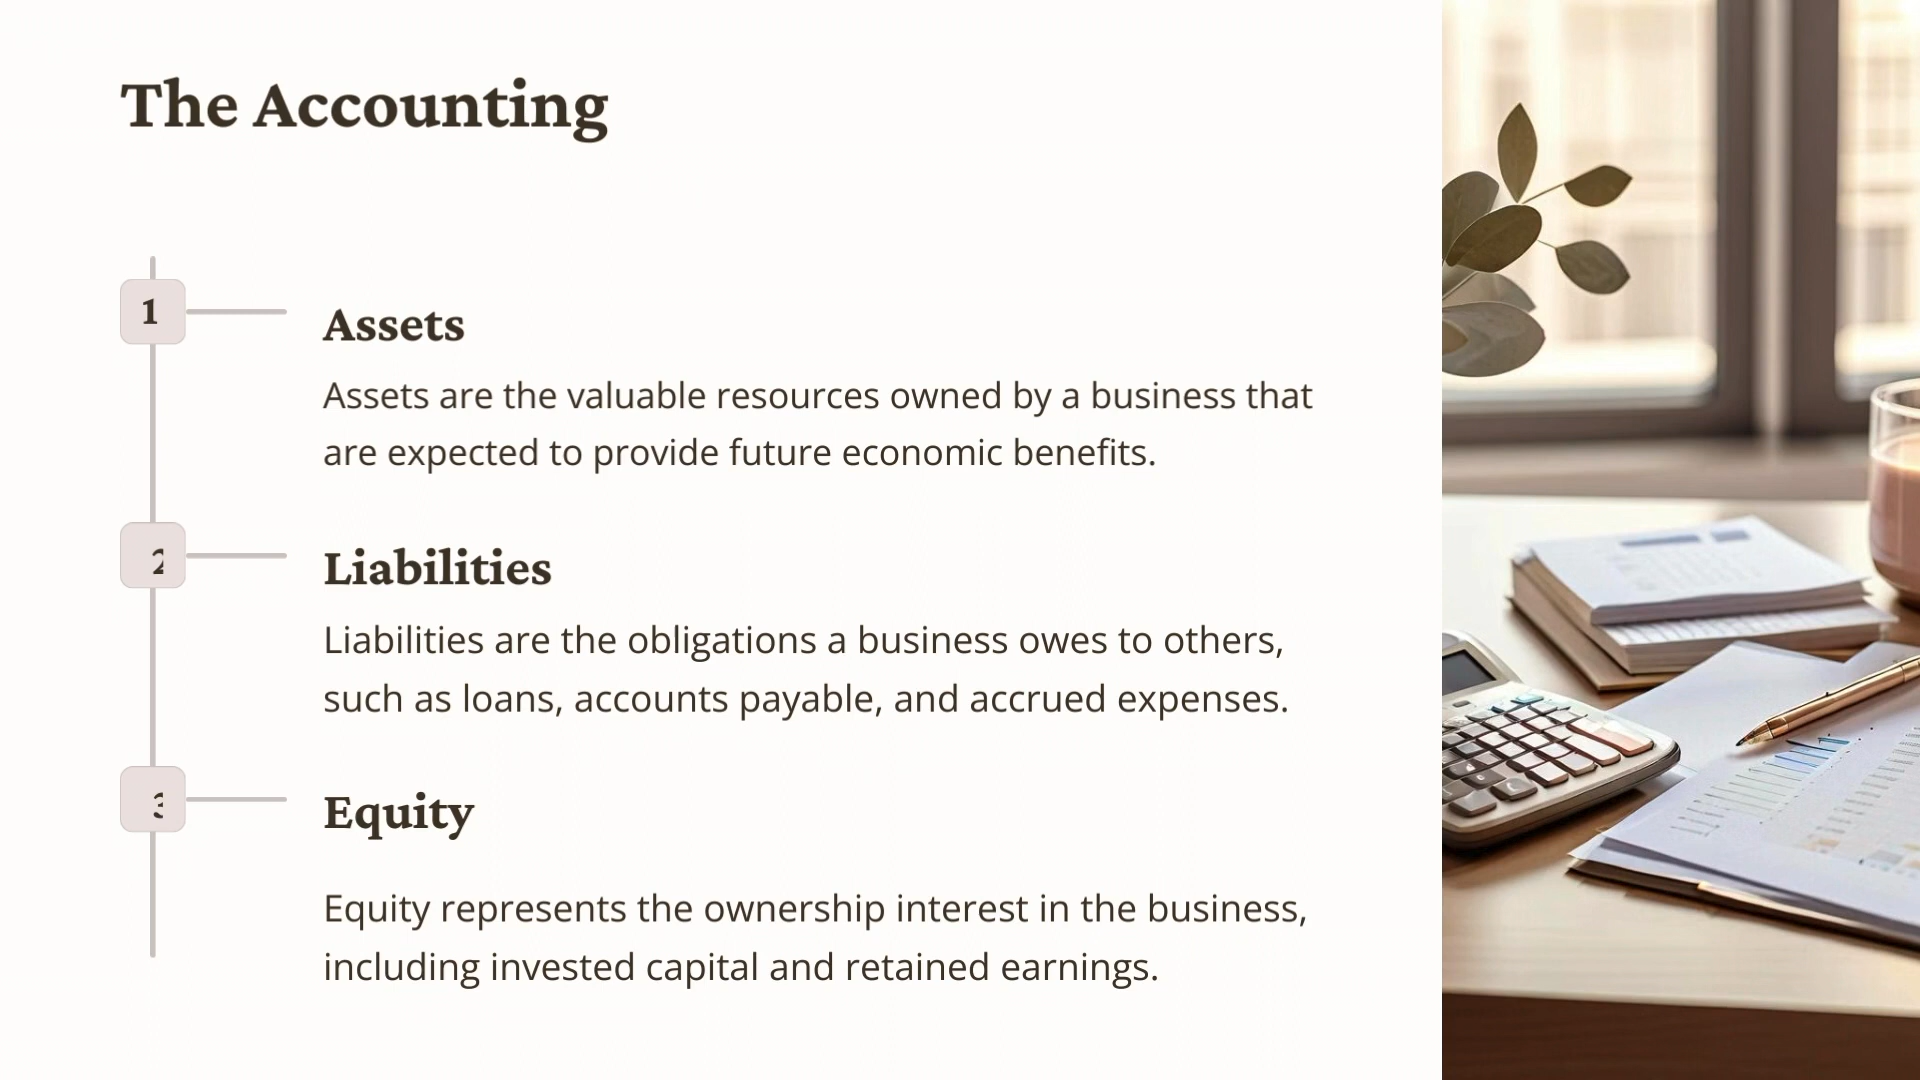 The Accounting
1
Assets
Assets are the valuable resources owned by a business that
are expected to provide future economic benefits.
2
Liabilities
Liabilities are the obligations a business owes to others,
such as loans, accounts payable, and accrued expenses.
3
Equity
Equity represents the ownership interest in the business,
including invested capital and retained earnings.